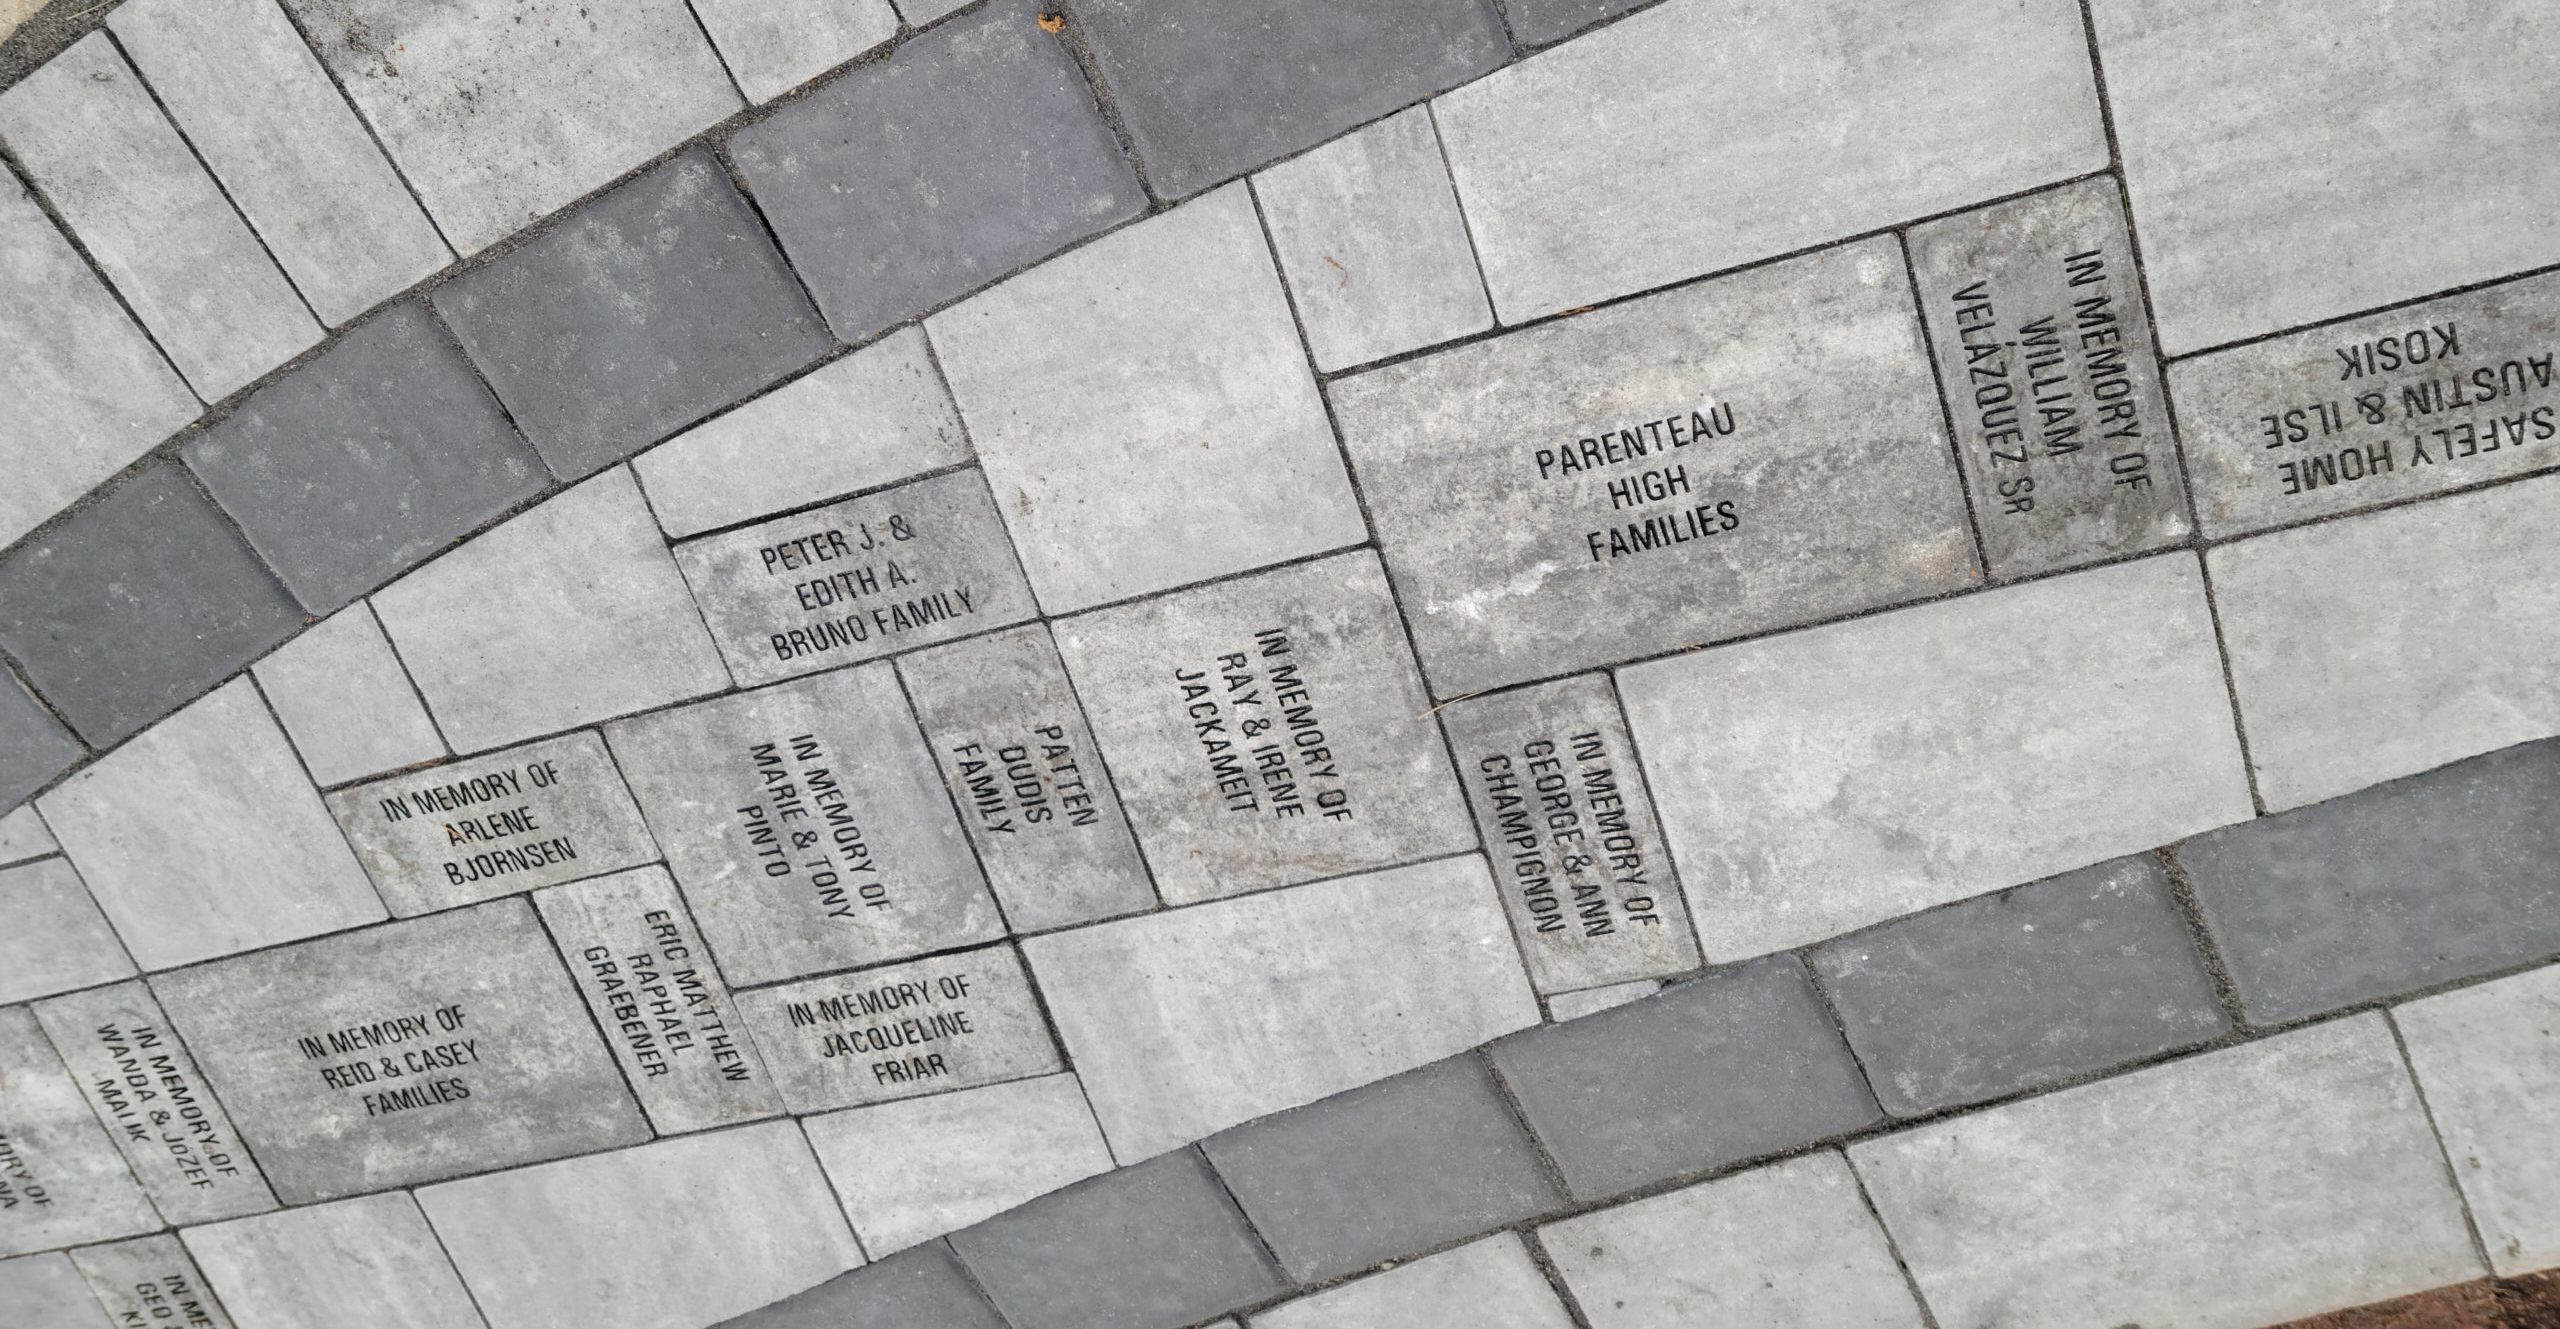 PETER J. &
EDITH A.
BRUNO FAMILY
PARENTEAU
HIGH
FAMILIES
IN MEMORY OF
WILLIAM
VELÁZQUEZ SR
SAFELY HOME
AUSTIN & ILSE
KOSIK
IN MEMORY OF
ARLENE
BJORNSEN
IN MEMORY OF
MARIE & TONY
PINTO
PATTEN
DUDIS
FAMILY
IN MEMORY OF
RAY & IRENE
JACKAMEIT
IN MEMORY OF
GEORGE & ANN
CHAMPIGNON
IN MEMORY OF
REID & CASEY
FAMILIES
ERIC MATTHEW
RAPHAEL
GRAEBENER
IN MEMORY OF
JACQUELINE
FRIAR
IN MEMORY OF
WANDA & JOZEF
MALIK
OF
IN
GEO